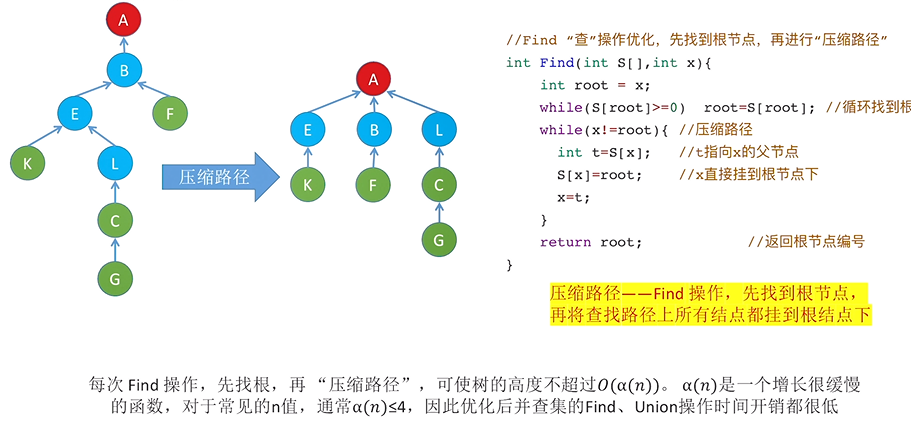 A
B
E
F
K
L
C
G
压缩路径
A
E
B
L
K
F
C
G
//Find “查”操作优化，先找到根节点，再进行“压缩路径”
int Find(int S[],int x){
int root = x;
while(S[root]>=0) root=S[root]; //循环找到根
while(x!=root){ //压缩路径
int t=S[x]; //t指向x的父节点
S[x]=root; //x直接挂到根节点下
x=t;
}
return root; //返回根节点编号
}
压缩路径——Find 操作，先找到根节点，
再将查找路径上所有结点都挂到根结点下
每次 Find 操作，先找根，再 “压缩路径”，可使树的高度不超过O(α(n))。α(n)是一个增长很缓慢
的函数，对于常见的n值，通常α(n)≤4，因此优化后并查集的Find、Union操作时间开销都很低